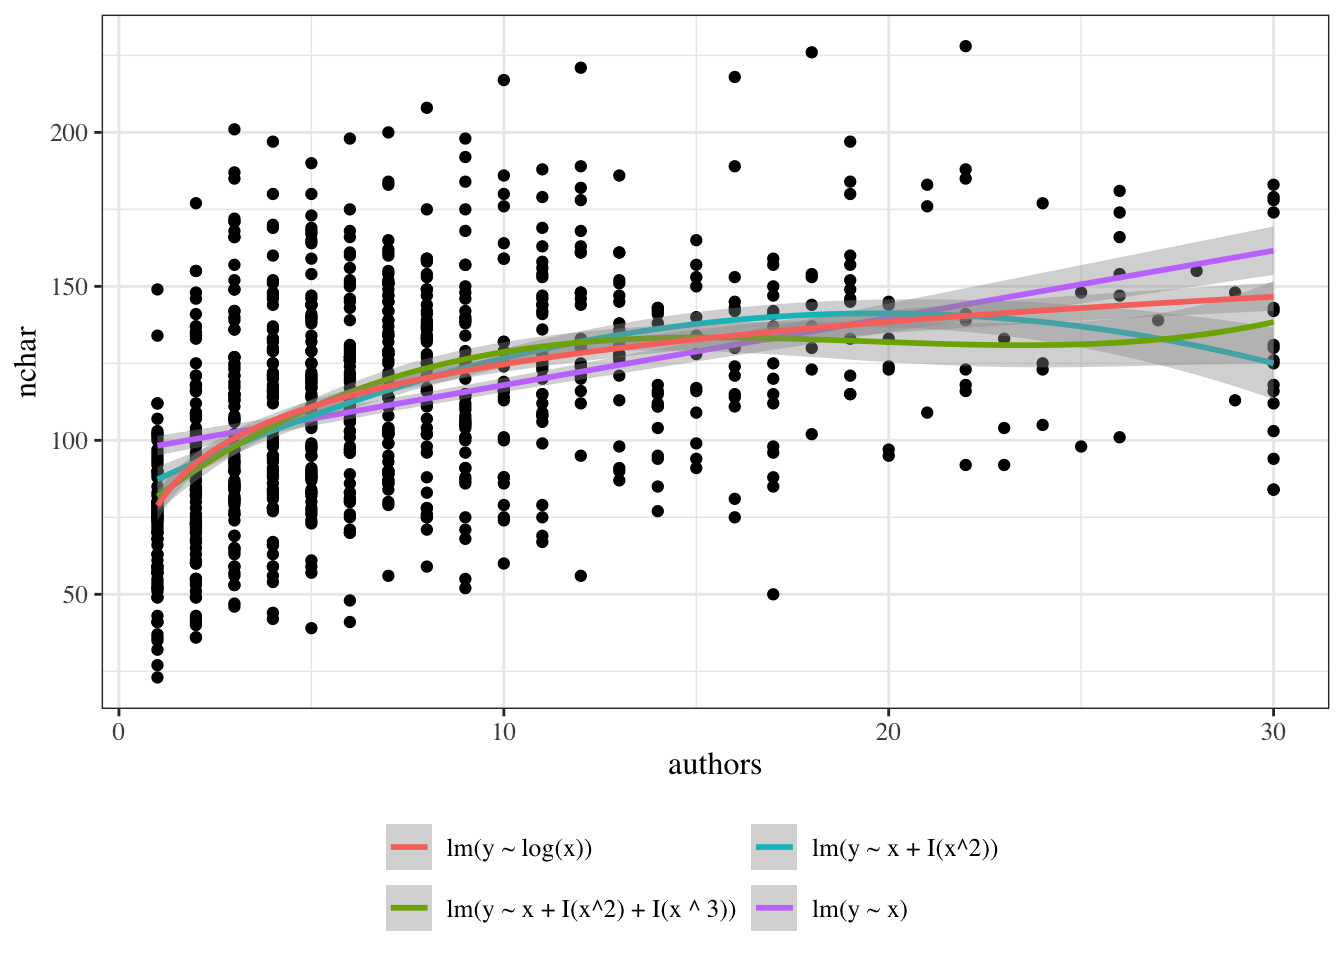 200
150
100
50
nchar
0 10 20 30
authors
lm(y ~ log(x)) lm(y ~ x + I(x^2))
lm(y ~ x + I(x^2) + I(x ^ 3)) lm(y ~ x)